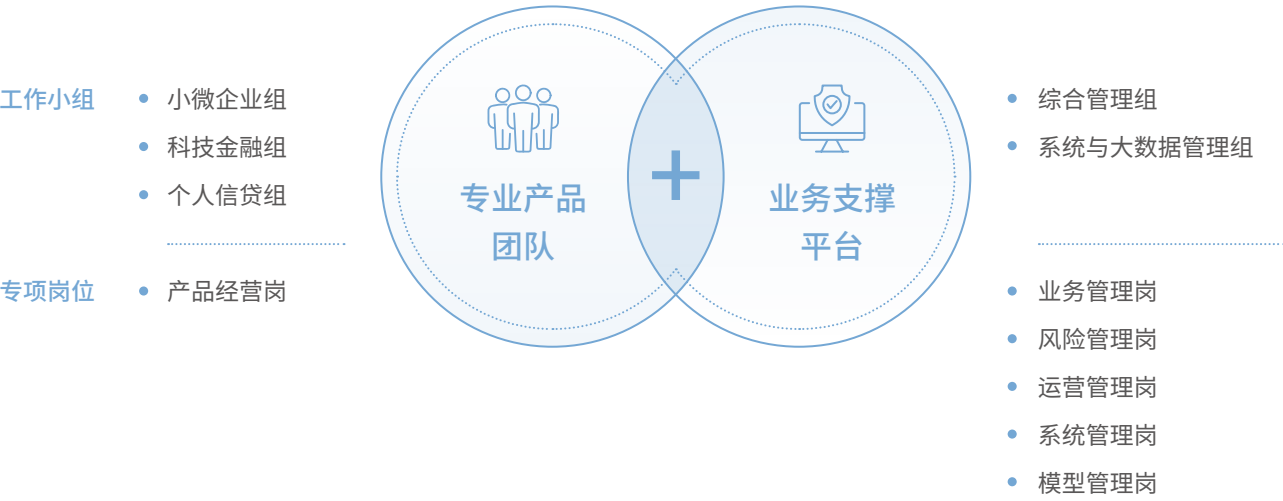 工作小组
小微企业组
科技金融组
个人信贷组
专项岗位
产品经营岗
专业产品
团队
+
业务支撑
平台
综合管理组
系统与大数据管理组
业务管理岗
风险管理岗
运营管理岗
系统管理岗
模型管理岗